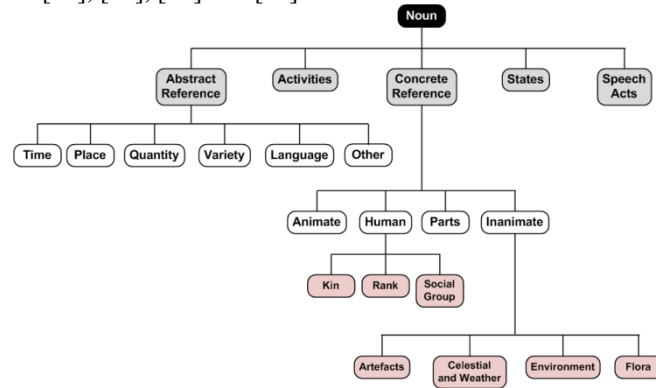 Noun
Abstract
Reference
Activities
Concrete
Reference
States
Speech
Acts
Time
Place
Quantity
Variety
Language
Other
Animate
Human
Parts
Inanimate
Kin
Rank
Social
Group
Artefacts
Celestial
and Weather
Environment
Flora